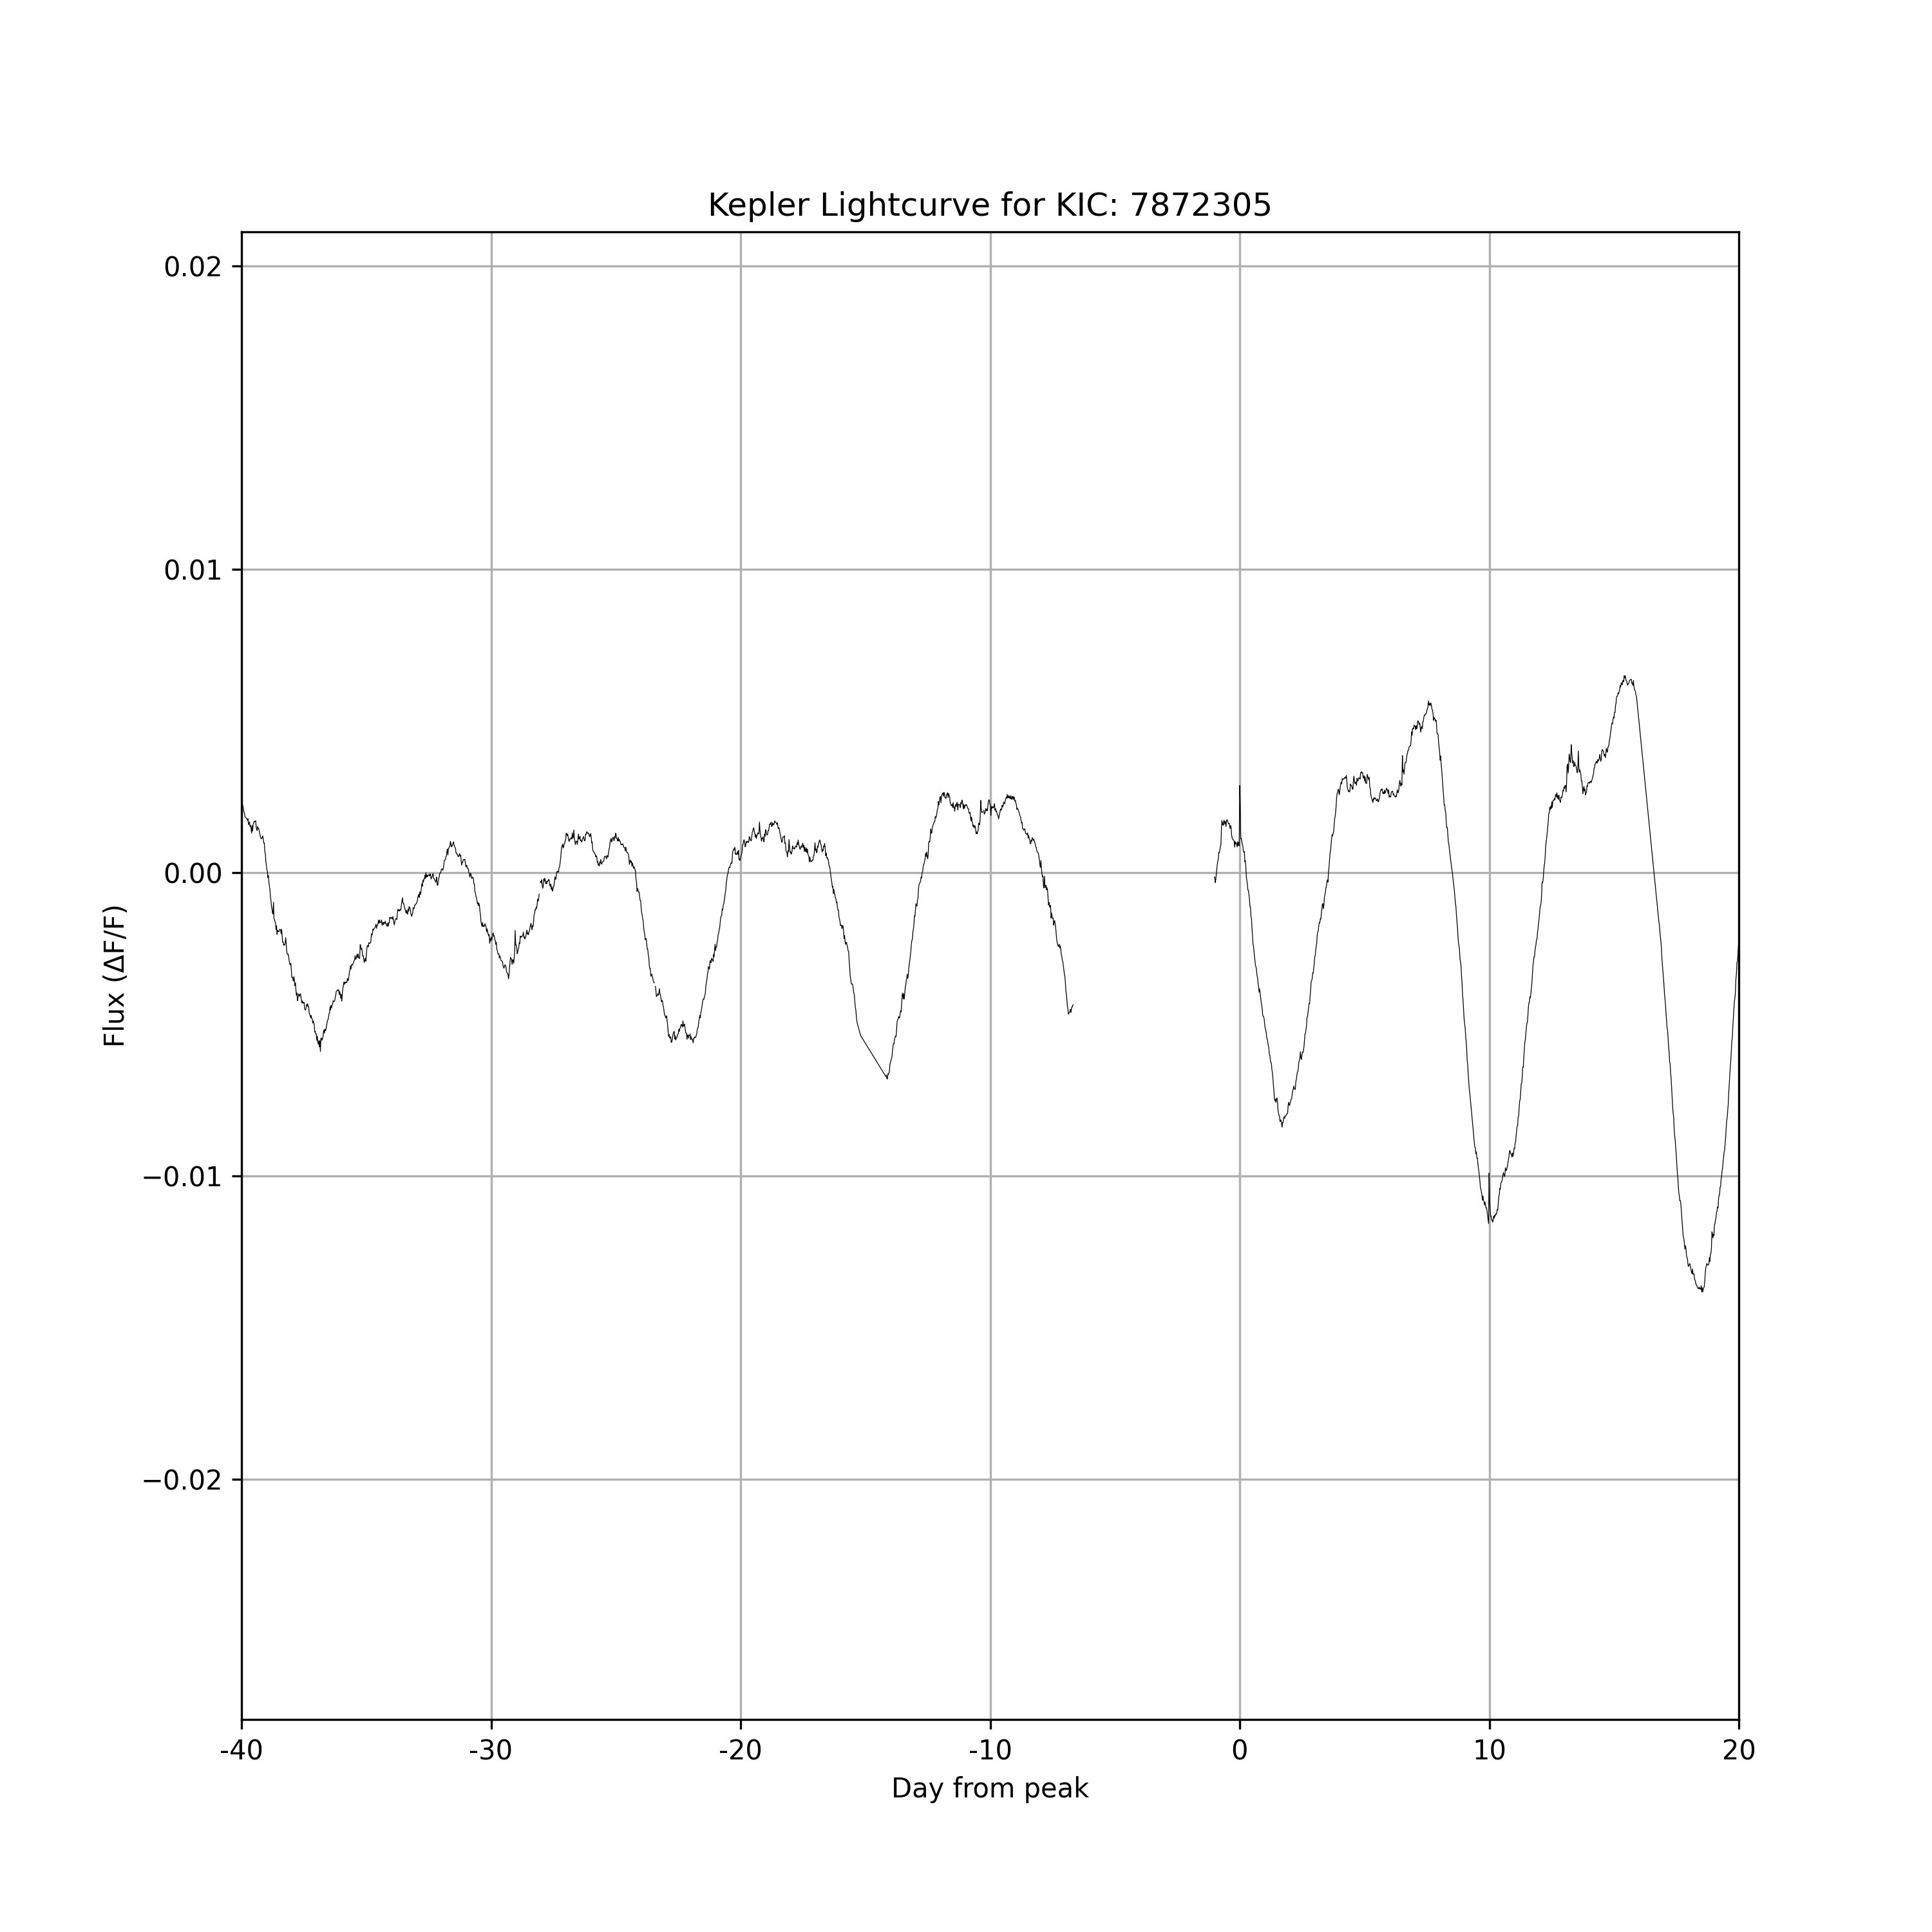 Kepler Lightcurve for KIC: 7872305
0.02
0.01
0.00
−0.01
−0.02
Flux (ΔF/F)
-40 -30 -20 -10 0 10 20
Day from peak